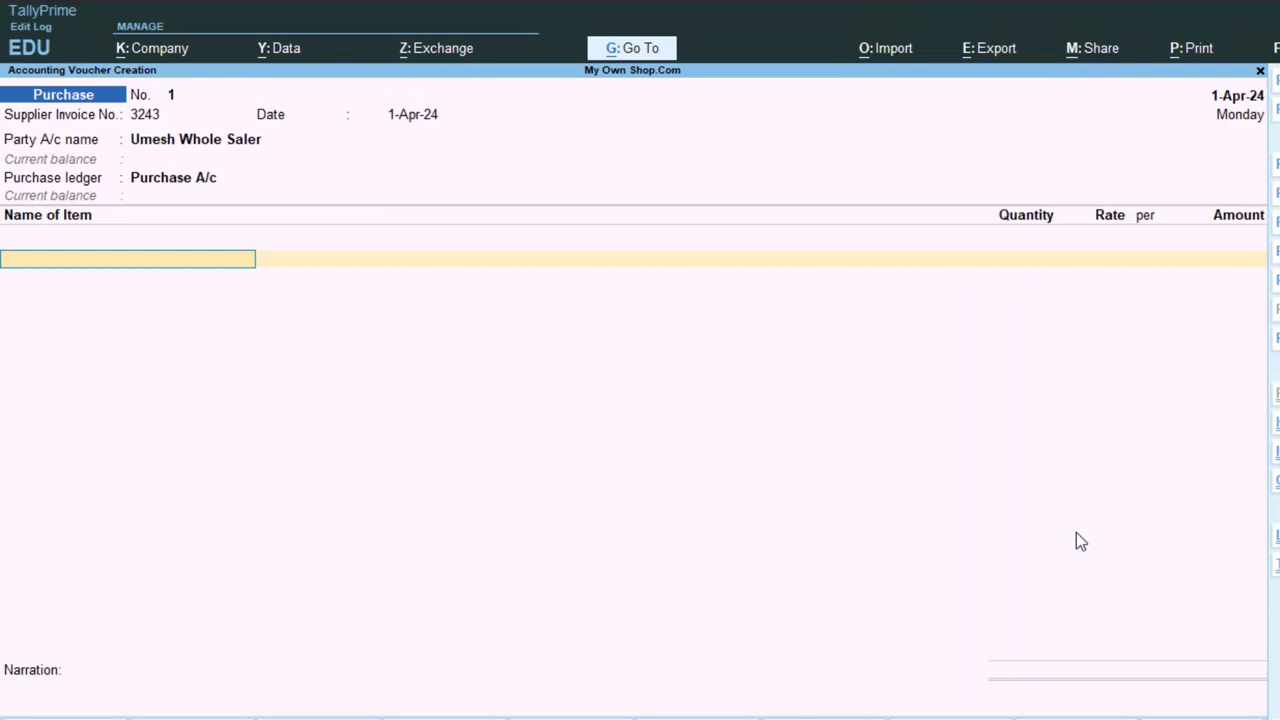 TallyPrime
Edit Log
MANAGE
EDU
K: Company
Y: Data
Z: Exchange
G: Go To
O: Import
E: Export
M: Share
P: Print
Accounting Voucher Creation
My Own Shop.Com
Purchase No. 1
1-Apr-24
Supplier Invoice No.: 3243 Date : 1-Apr-24
Monday
Party A/c name : Umesh Whole Saler
Current balance :
Purchase ledger : Purchase A/c
Current balance :
Name of Item Quantity Rate per Amount
Narration: